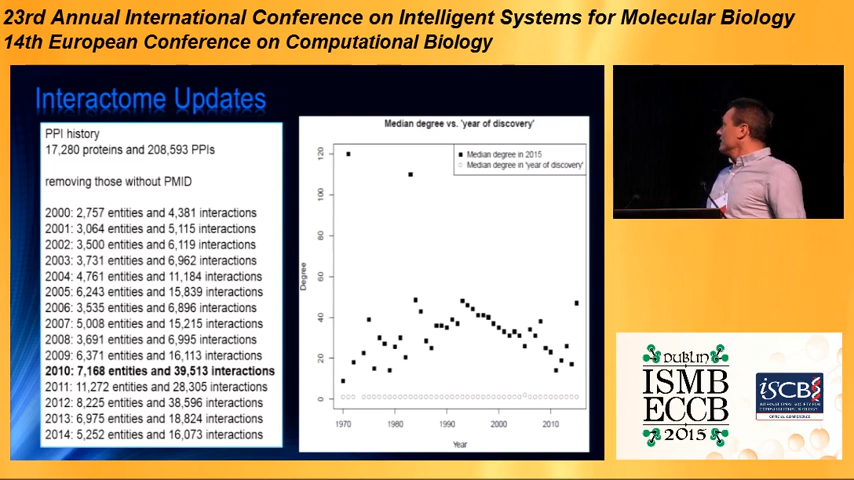 23rd Annual International Conference on Intelligent Systems for Molecular Biology
14th European Conference on Computational Biology
Interactome Updates
PPI history
17,280 proteins and 208,593 PPIs
removing those without PMID
2000: 2,757 entities and 4,381 interactions
2001: 3,064 entities and 5,115 interactions
2002: 3,500 entities and 6,119 interactions
2003: 3,731 entities and 6,962 interactions
2004: 4,761 entities and 11,184 interactions
2005: 6,243 entities and 15,839 interactions
2006: 3,535 entities and 6,896 interactions
2007: 5,008 entities and 15,215 interactions
2008: 3,691 entities and 6,995 interactions
2009: 6,371 entities and 16,113 interactions
2010: 7,168 entities and 39,513 interactions
2011: 11,272 entities and 28,305 interactions
2012: 8,225 entities and 38,596 interactions
2013: 6,975 entities and 18,824 interactions
2014: 5,252 entities and 16,073 interactions
Median degree vs. 'year of discovery'
Median degree in 2015
Median degree in 'year of discovery'
Degree
120
100
80
60
40
20
0
1970 1980 1990 2000 2010
Year
DUBLIN
ISMB
ECCB
2015
iSCB
INTERNATIONAL SOCIETY FOR
COMPUTATIONAL BIOLOGY
OFFICIAL CONFERENCE